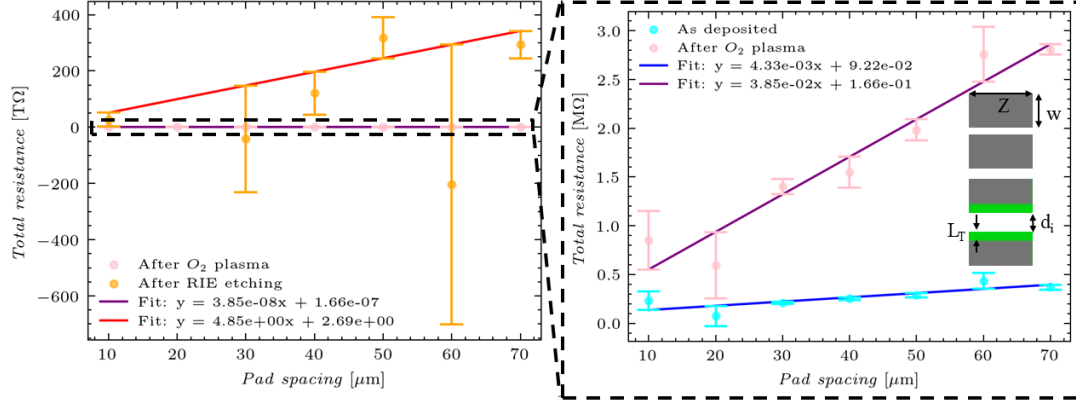 400
200
0
−200
−400
−600
Total resistance [TΩ]
After O₂ plasma
After RIE etching
Fit: y = 3.85e-08x + 1.66e-07
Fit: y = 4.85e+00x + 2.69e+00
10 20 30 40 50 60 70
Pad spacing [μm]
3.0
2.5
2.0
1.5
1.0
0.5
0.0
Total resistance [MΩ]
As deposited
After O₂ plasma
Fit: y = 4.33e-03x + 9.22e-02
Fit: y = 3.85e-02x + 1.66e-01
Z
w
L_T
d_i
10 20 30 40 50 60 70
Pad spacing [μm]